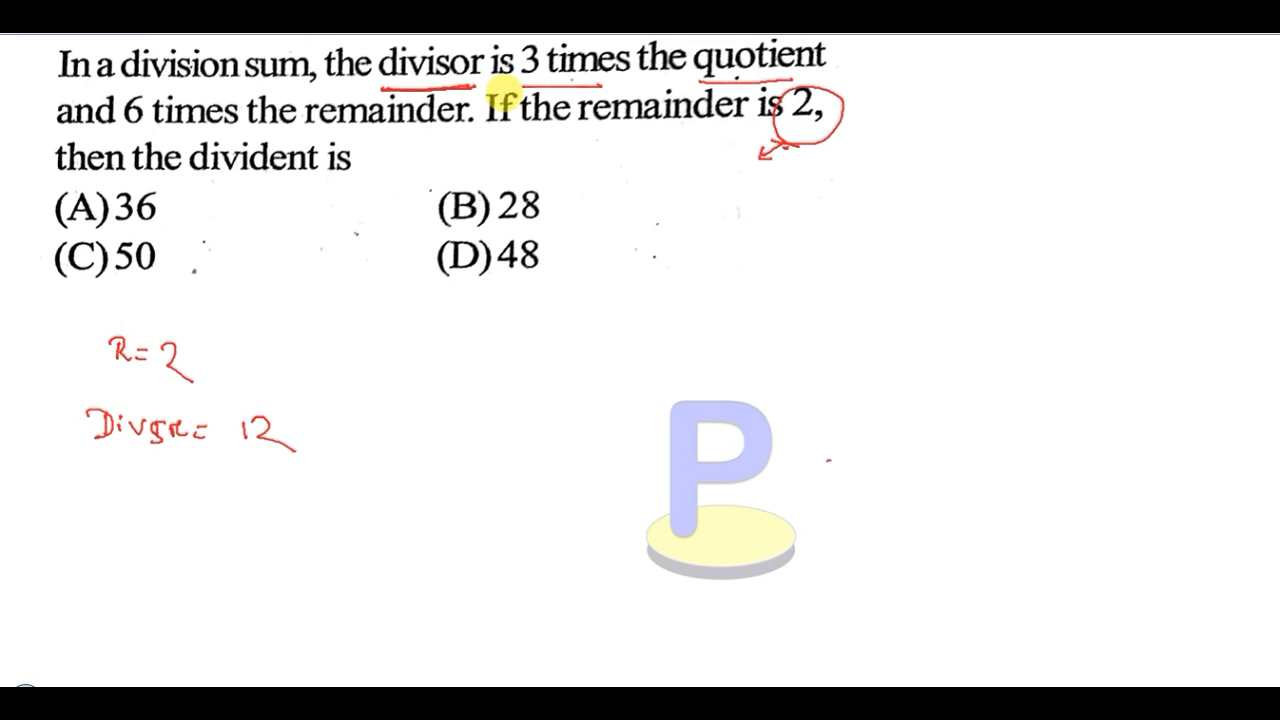 In a division sum, the divisor is 3 times the quotient
and 6 times the remainder. If the remainder is 2,
then the divident is
(A) 36 (B) 28
(C) 50 (D) 48
R = 2
= 12
P